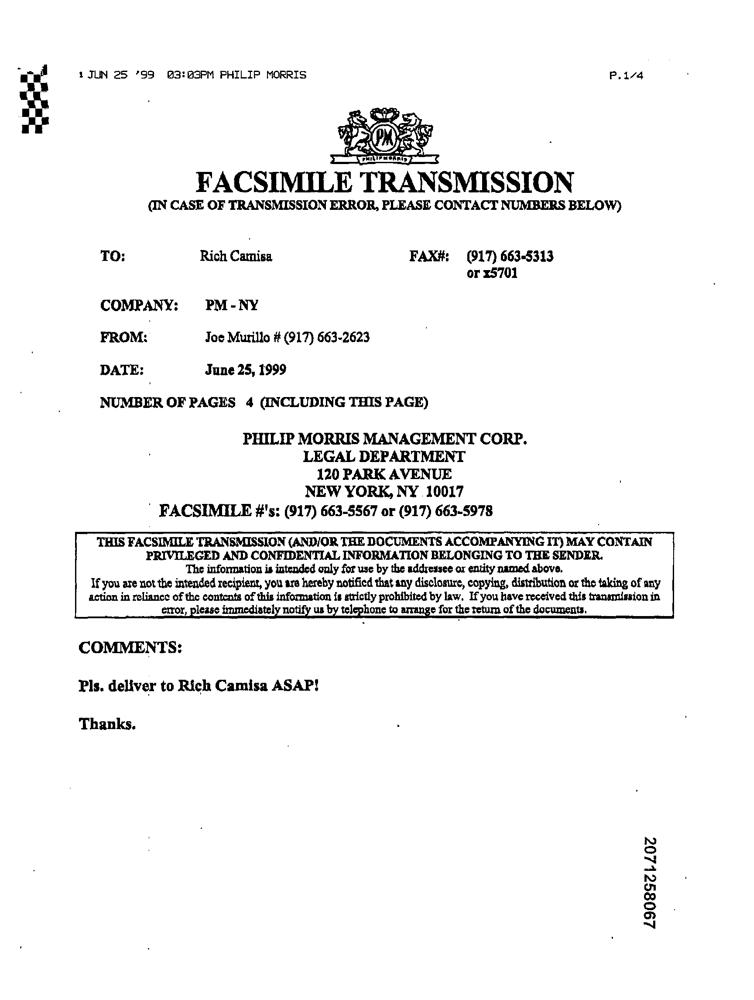 1 JUN 25 '99 03:03PM PHILIP MORRIS P.1/4
PM
PHILIP MORRIS
FACSIMILE TRANSMISSION
(IN CASE OF TRANSMISSION ERROR, PLEASE CONTACT NUMBERS BELOW)
TO: Rich Camisa FAX#: (917) 663-5313
or x5701
COMPANY: PM - NY
FROM: Joe Murillo # (917) 663-2623
DATE: June 25, 1999
NUMBER OF PAGES 4 (INCLUDING THIS PAGE)
PHILIP MORRIS MANAGEMENT CORP.
LEGAL DEPARTMENT
120 PARK AVENUE
NEW YORK, NY 10017
FACSIMILE #'s: (917) 663-5567 or (917) 663-5978
THIS FACSIMILE TRANSMISSION (AND/OR THE DOCUMENTS ACCOMPANYING IT) MAY CONTAIN
PRIVILEGED AND CONFIDENTIAL INFORMATION BELONGING TO THE SENDER.
The information is intended only for use by the addressee or entity named above.
If you are not the intended recipient, you are hereby notified that any disclosure, copying, distribution or the taking of any
action in reliance of the contents of this information is strictly prohibited by law. If you have received this transmission in
error, please immediately notify us by telephone to arrange for the return of the documents.
COMMENTS:
Pls. deliver to Rich Camisa ASAP!
Thanks.
2071258067